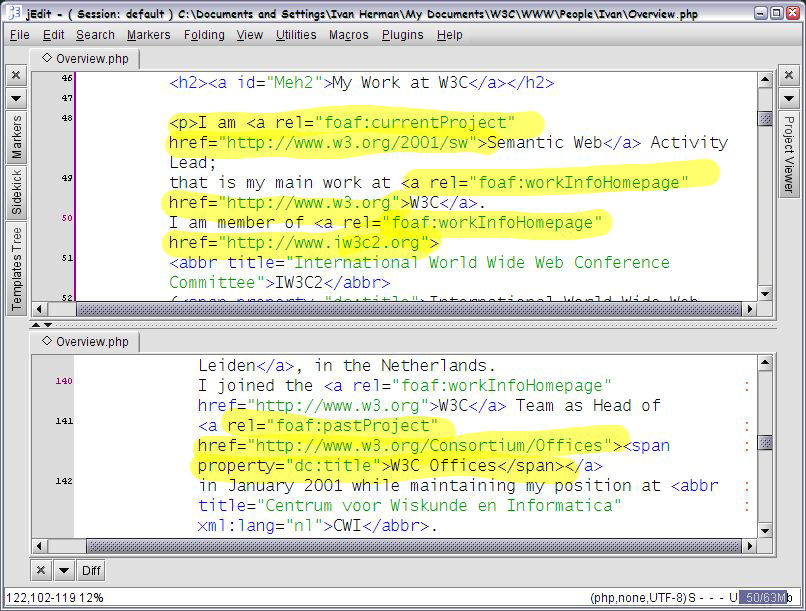 jEdit - ( Session: default ) C:\Documents and Settings\Ivan Herman\My Documents\W3C\WWW\People\Ivan\Overview.php
File Edit Search Markers Folding View Utilities Macros Plugins Help
Overview.php
46 <h2><a id="Meh2">My Work at W3C</a></h2>
47
48 <p>I am <a rel="foaf:currentProject"
href="http://www.w3.org/2001/sw">Semantic Web</a> Activity
Lead;
49 that is my main work at <a rel="foaf:workInfoHomepage"
href="http://www.w3.org">W3C</a>.
50 I am member of <a rel="foaf:workInfoHomepage"
href="http://www.iw3c2.org">
51 <abbr title="International World Wide Web Conference
Committee">IW3C2</abbr>
52 (<span property="dc:title">International World Wide Web
Markers
Sidekick
Templates Tree
Project Viewer
Overview.php
Leiden</a>, in the Netherlands.
140 I joined the <a rel="foaf:workInfoHomepage" :
href="http://www.w3.org">W3C</a> Team as Head of :
141 <a rel="foaf:pastProject" :
href="http://www.w3.org/Consortium/Offices"><span :
property="dc:title">W3C Offices</span></a>
142 in January 2001 while maintaining my position at <abbr :
title="Centrum voor Wiskunde en Informatica" :
xml:lang="nl">CWI</abbr>.
Diff
122,102-119 12% (php,none,UTF-8)S - - - U 50/63Mb